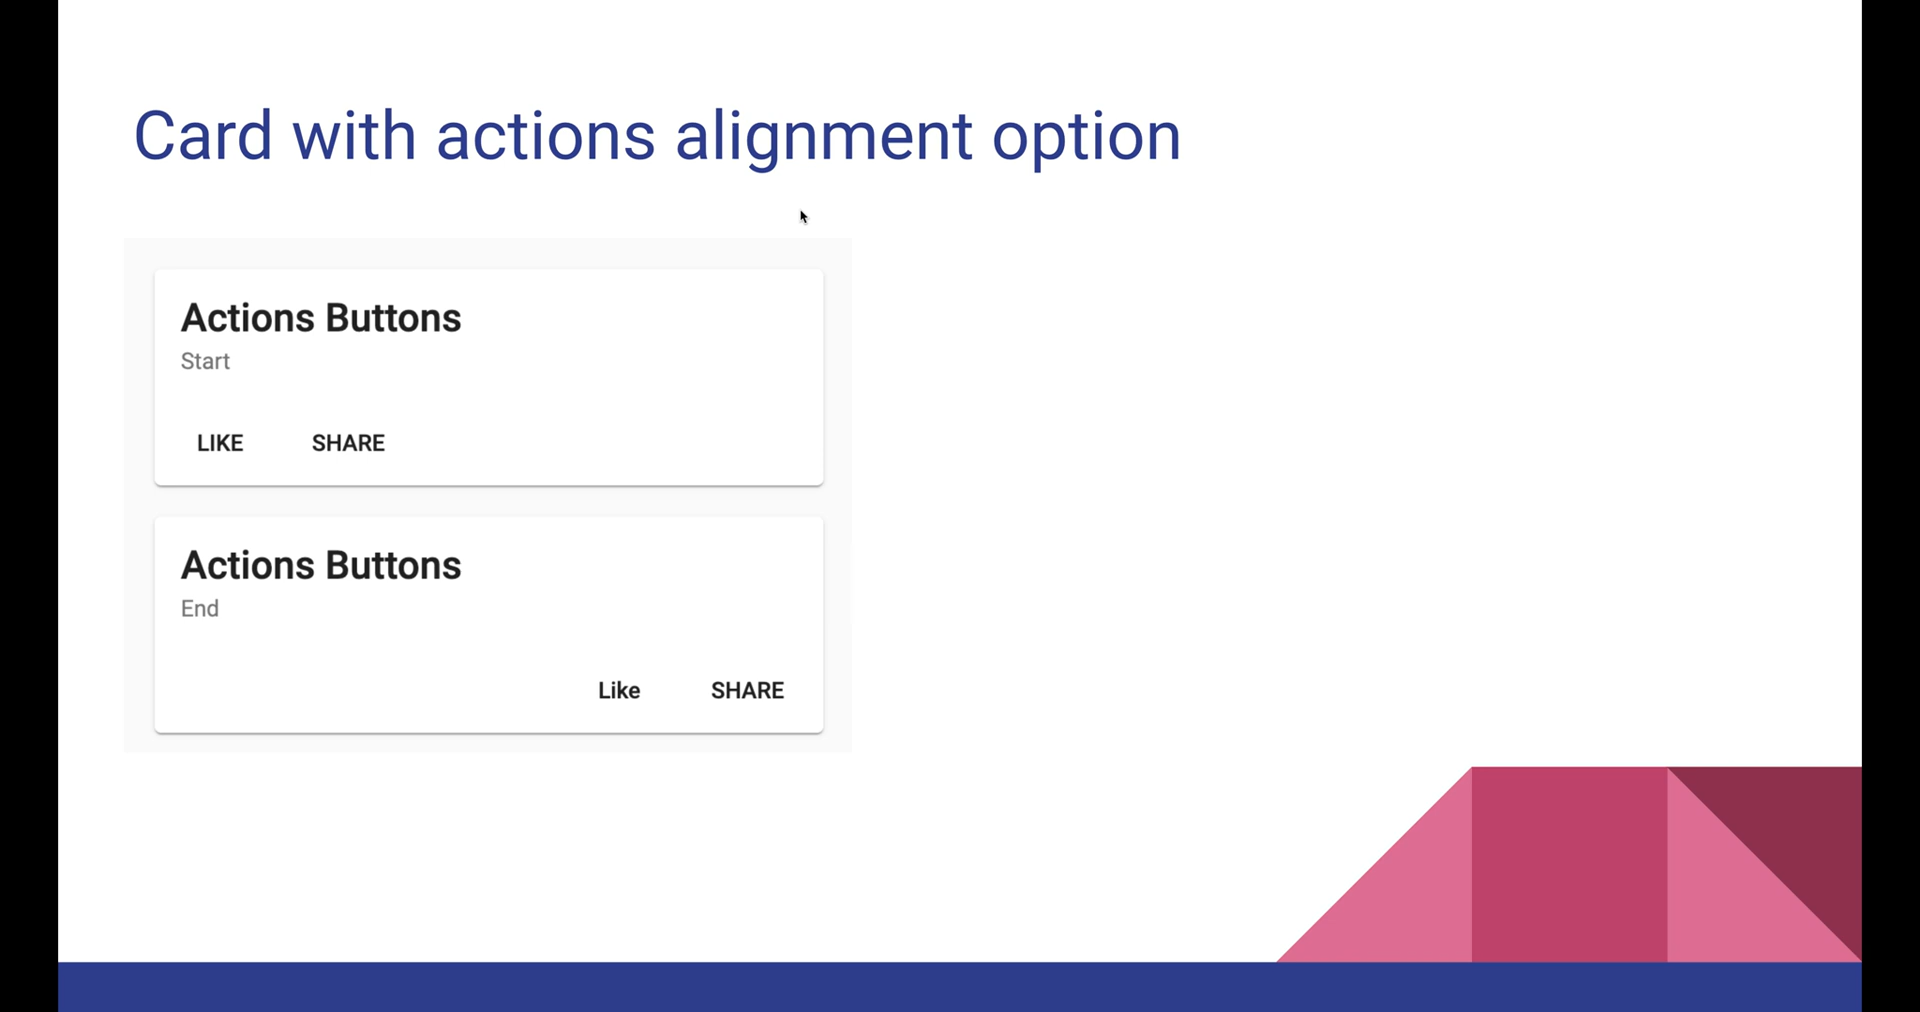 Card with actions alignment option
Actions Buttons
Start
LIKE SHARE
Actions Buttons
End
Like SHARE